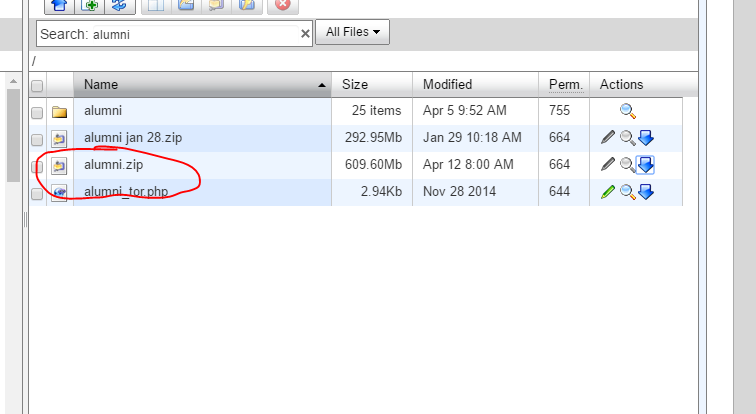 Search: alumni All Files
/
Name Size Modified Perm. Actions
alumni 25 items Apr 5 9:52 AM 755
alumni jan 28.zip 292.95Mb Jan 29 10:18 AM 664
alumni.zip 609.60Mb Apr 12 8:00 AM 664
alumni_tor.php 2.94Kb Nov 28 2014 644